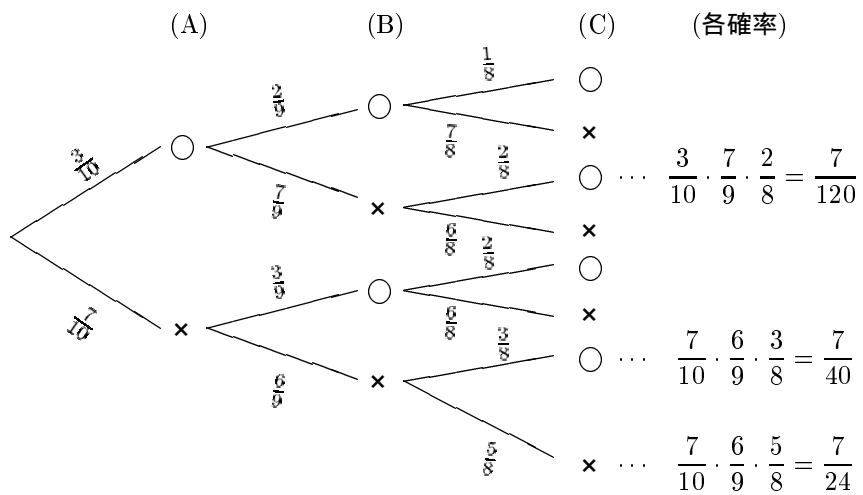 (A) (B) (C) (各確率)
1/8
2/9 ○ ○
7/8 ×
3/10 ○ 2/8
○ ··· 3/10 · 7/9 · 2/8 = 7/120
7/9 × 6/8 ×
2/8 ○
3/9 ○ 6/8 ×
7/10 × 3/8
○ ··· 7/10 · 6/9 · 3/8 = 7/40
6/9 ×
5/8 × ··· 7/10 · 6/9 · 5/8 = 7/24